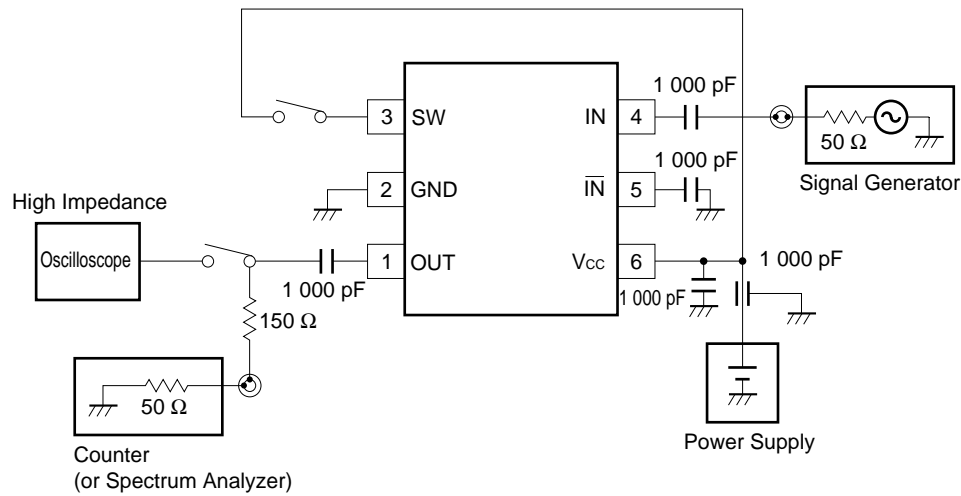 1 000 pF
3
SW
IN
4
50 Ω
Signal Generator
1 000 pF
2
GND
IN
5
High Impedance
Oscilloscope
1
OUT
VCC
6
1 000 pF
1 000 pF
1 000 pF
150 Ω
50 Ω
Counter
(or Spectrum Analyzer)
Power Supply